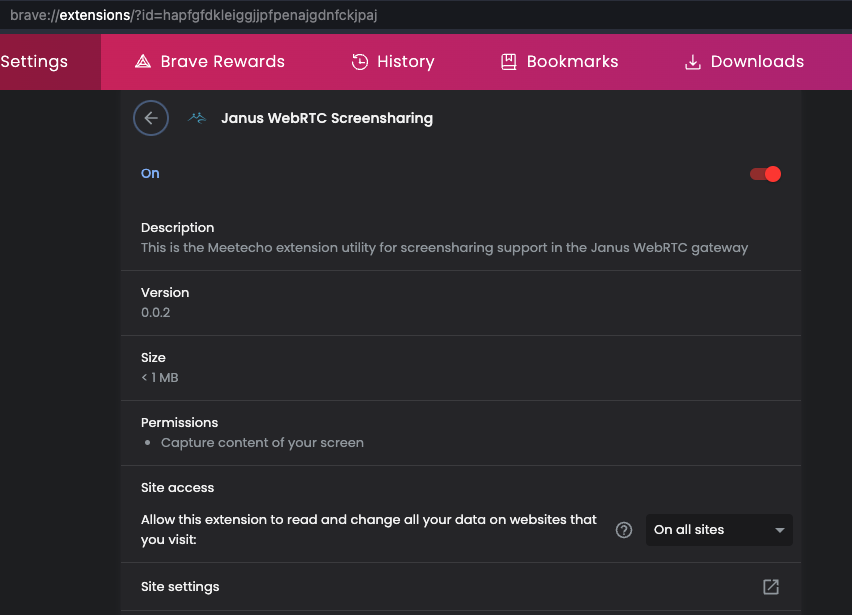 brave://extensions/?id=hapfgfdkleiggjjpfpenajgdnfckjpaj
Settings Brave Rewards History Bookmarks Downloads
Janus WebRTC Screensharing
On
Description
This is the Meetecho extension utility for screensharing support in the Janus WebRTC gateway
Version
0.0.2
Size
< 1 MB
Permissions
• Capture content of your screen
Site access
Allow this extension to read and change all your data on websites that
you visit:
? On all sites
Site settings